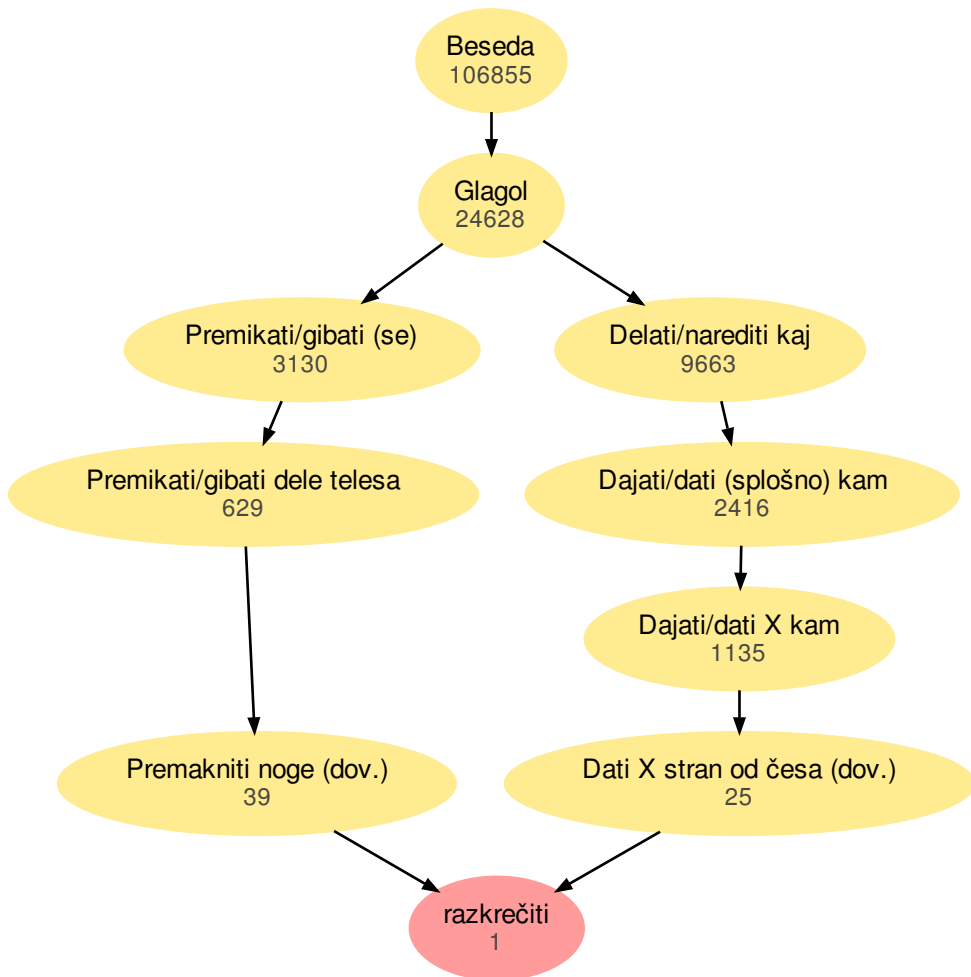 Beseda
106855
Glagol
24628
Premikati/gibati (se)
3130
Delati/narediti kaj
9663
Premikati/gibati dele telesa
629
Dajati/dati (splošno) kam
2416
Dajati/dati X kam
1135
Premakniti noge (dov.)
39
Dati X stran od česa (dov.)
25
razkrečiti
1